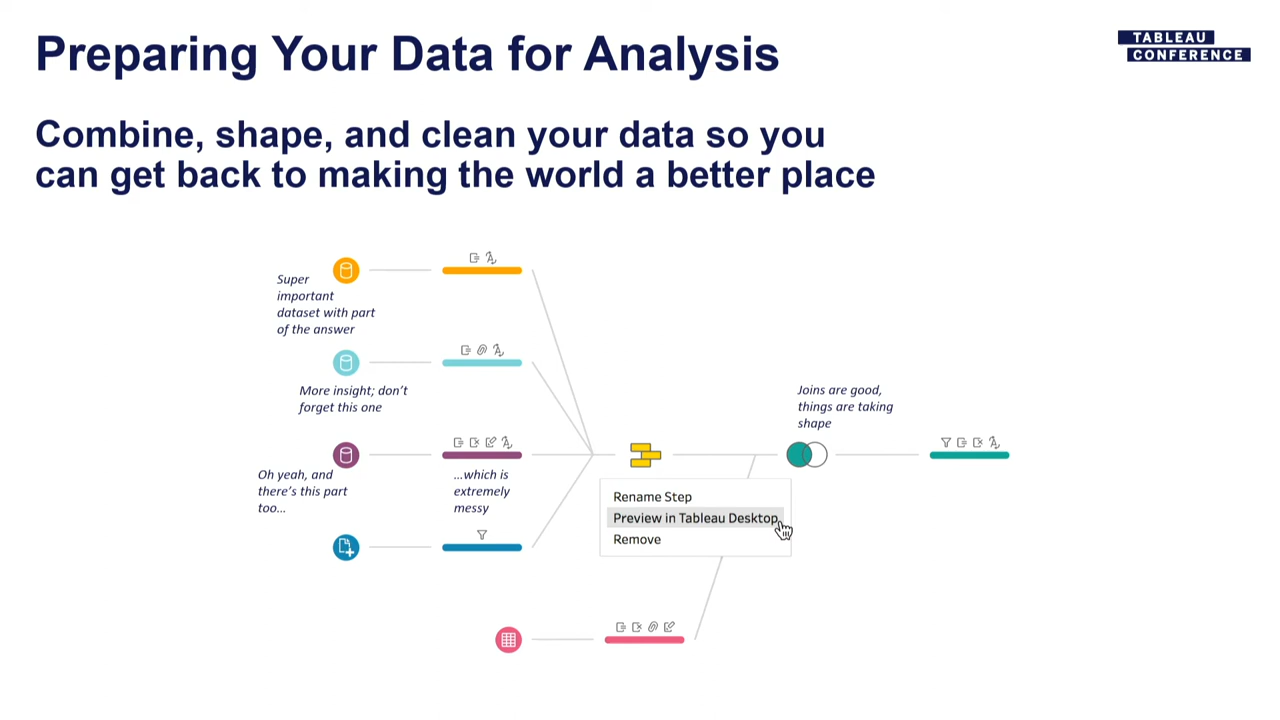 Preparing Your Data for Analysis
TABLEAU
CONFERENCE
Combine, shape, and clean your data so you
can get back to making the world a better place
Super
important
dataset with part
of the answer
More insight; don't
forget this one
Joins are good,
things are taking
shape
Oh yeah, and
there's this part
too...
...which is
extremely
messy
Rename Step
Preview in Tableau Desktop
Remove